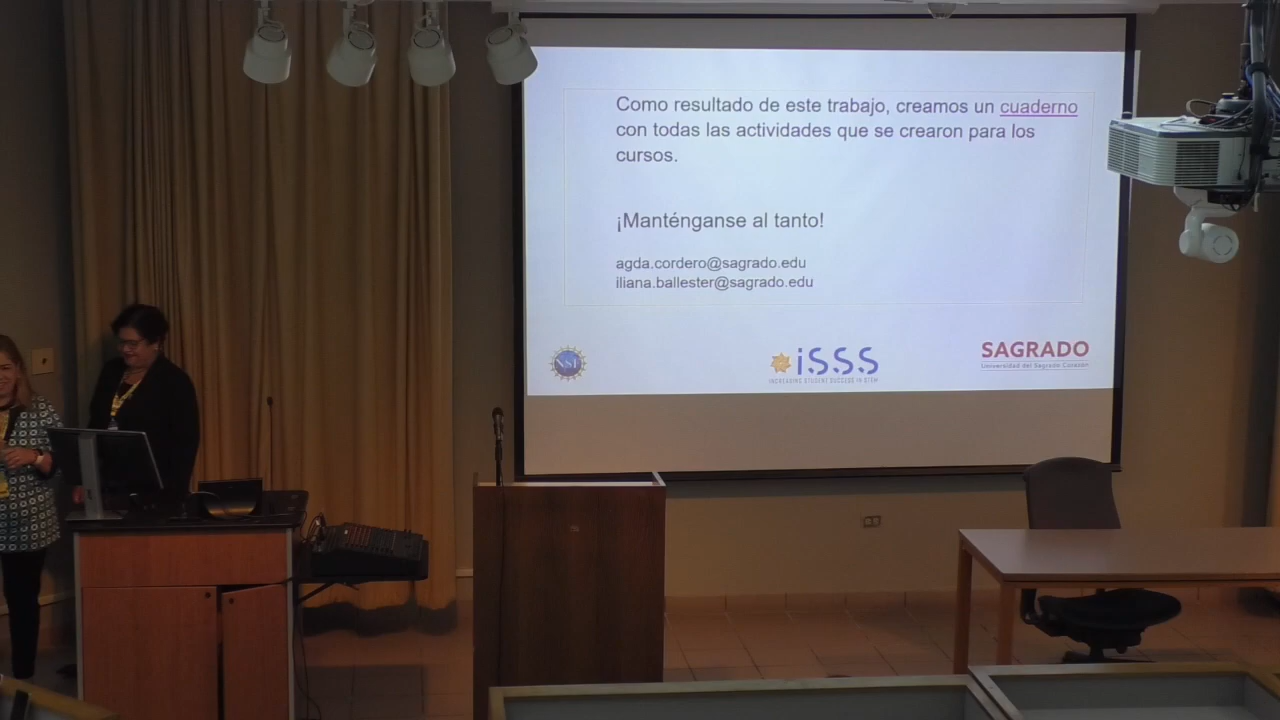 Como resultado de este trabajo, creamos un cuaderno
con todas las actividades que se crearon para los
cursos.
¡Manténganse al tanto!
agda.cordero@sagrado.edu
iliana.ballester@sagrado.edu
NSF
iSSS
INCREASING STUDENT SUCCESS IN STEM
SAGRADO
Universidad del Sagrado Corazón